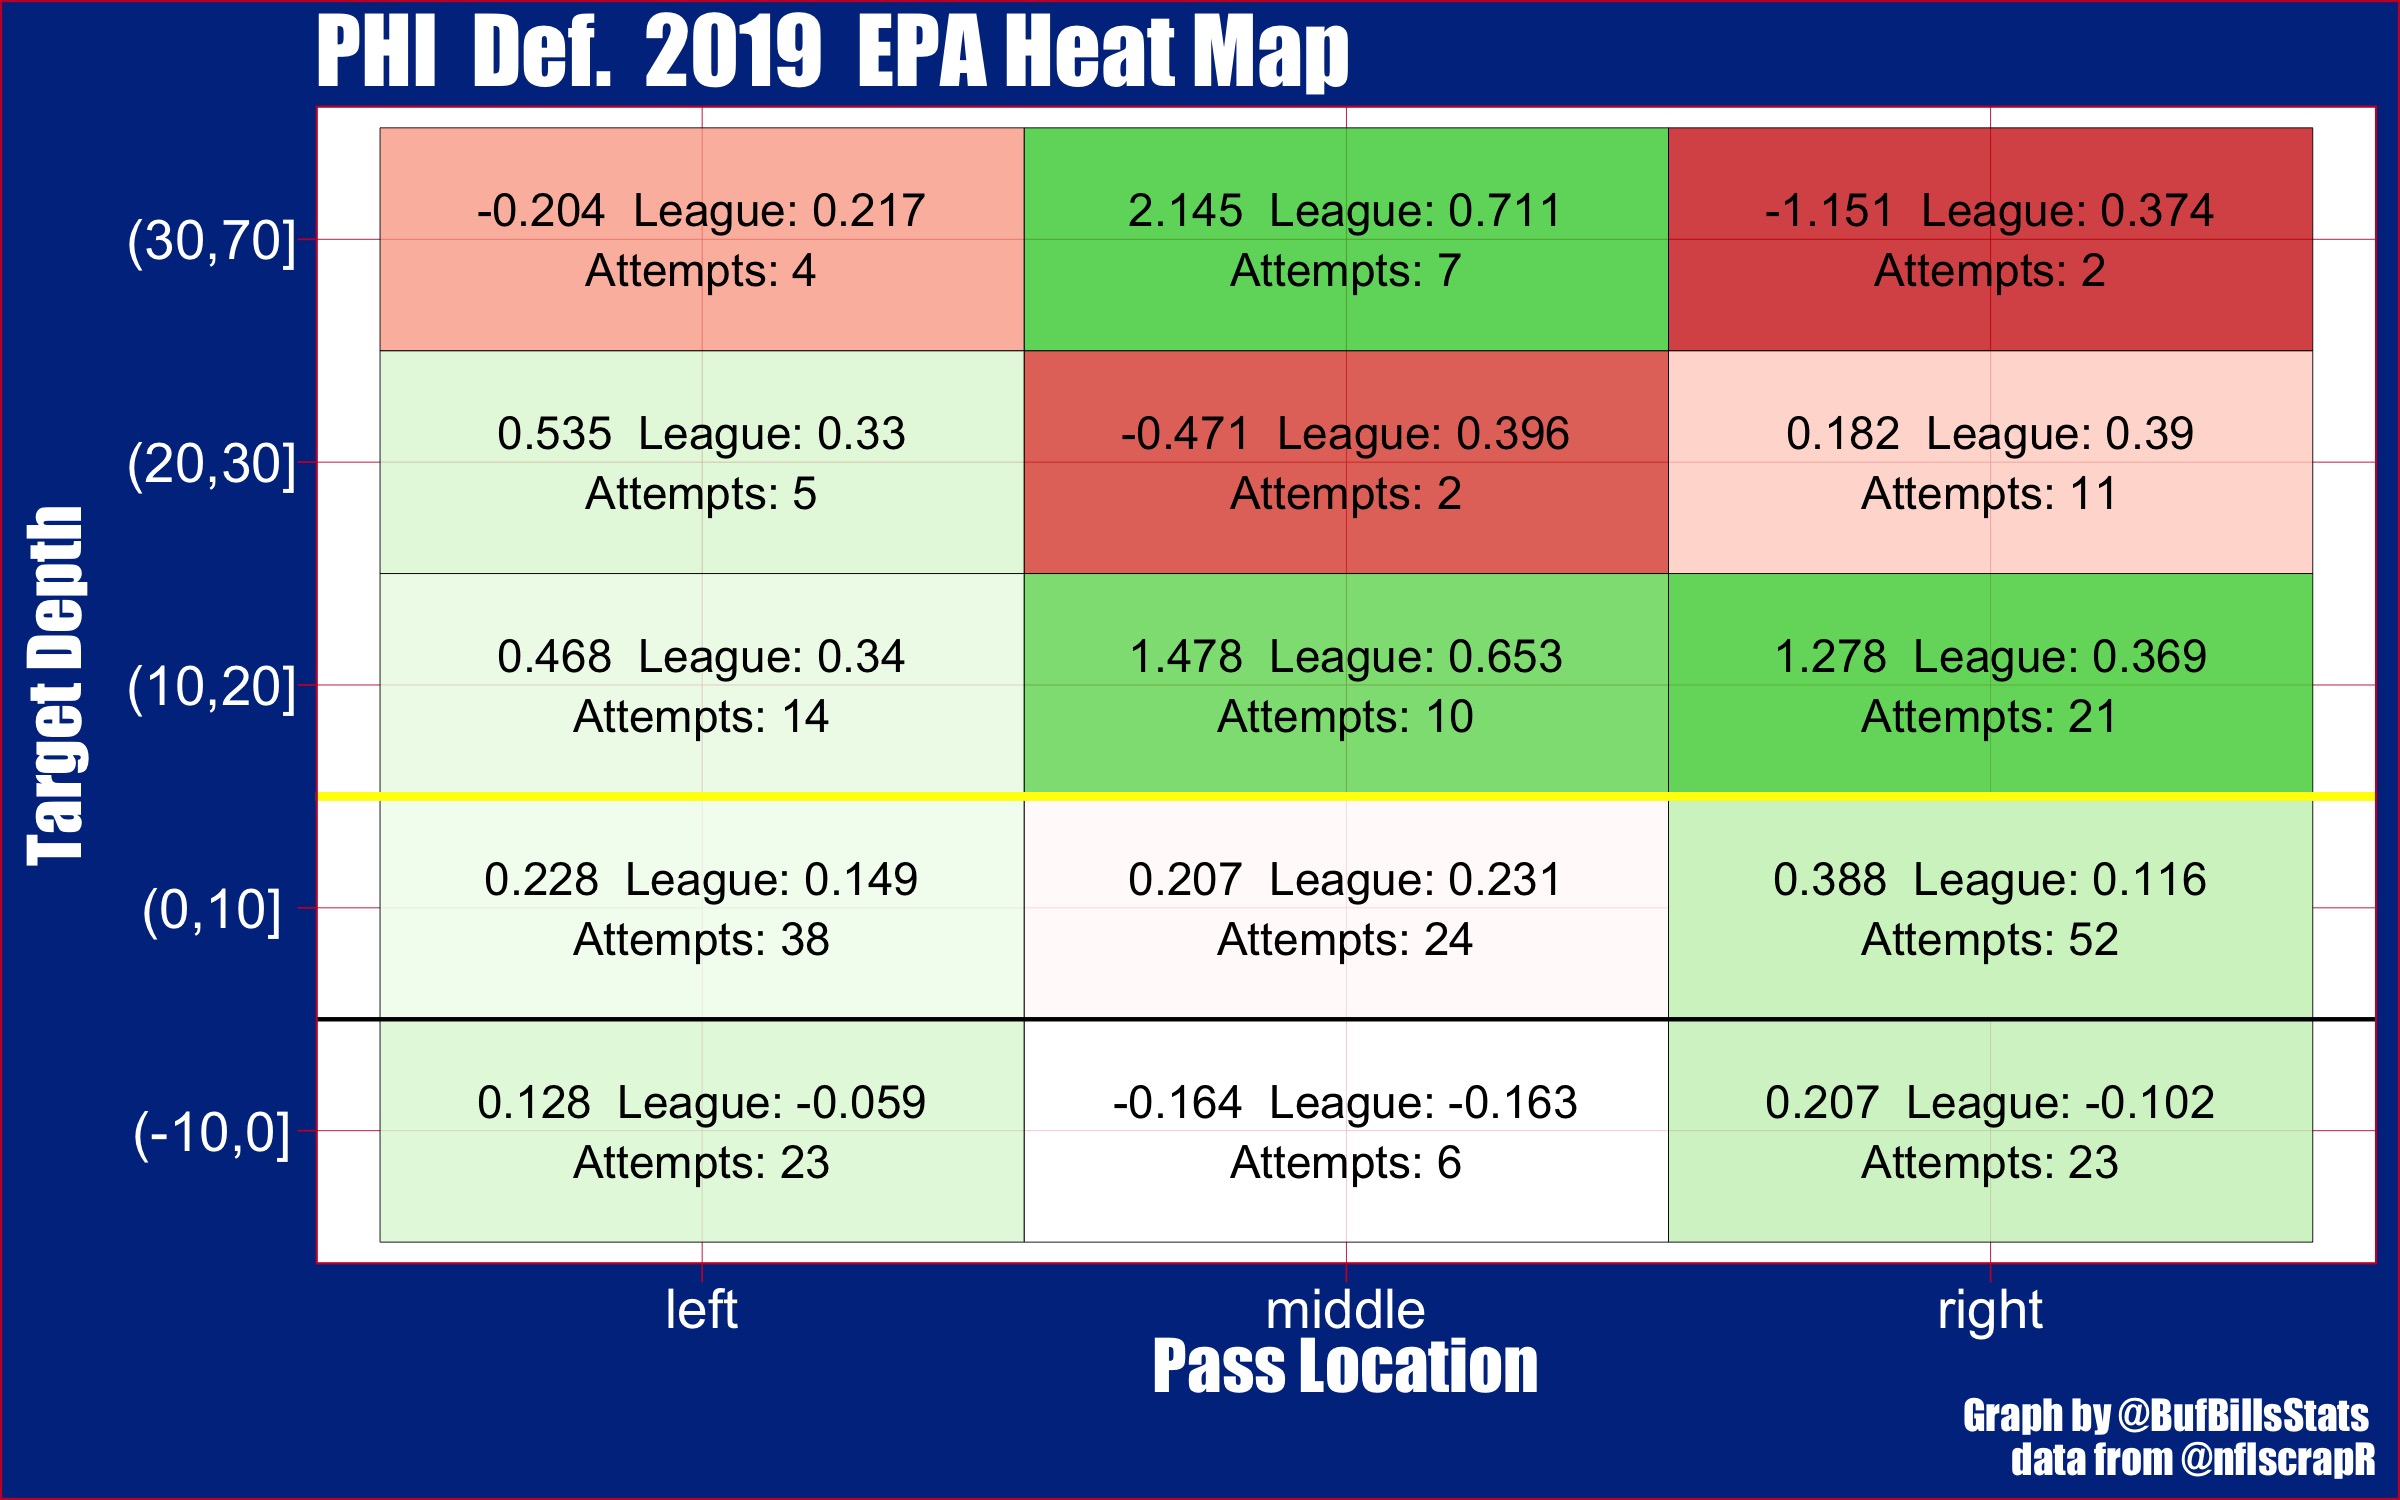 PHI Def. 2019 EPA Heat Map
Target Depth
(30,70]
-0.204 League: 0.217
Attempts: 4
2.145 League: 0.711
Attempts: 7
-1.151 League: 0.374
Attempts: 2
(20,30]
0.535 League: 0.33
Attempts: 5
-0.471 League: 0.396
Attempts: 2
0.182 League: 0.39
Attempts: 11
(10,20]
0.468 League: 0.34
Attempts: 14
1.478 League: 0.653
Attempts: 10
1.278 League: 0.369
Attempts: 21
(0,10]
0.228 League: 0.149
Attempts: 38
0.207 League: 0.231
Attempts: 24
0.388 League: 0.116
Attempts: 52
(-10,0]
0.128 League: -0.059
Attempts: 23
-0.164 League: -0.163
Attempts: 6
0.207 League: -0.102
Attempts: 23
left
middle
right
Pass Location
Graph by @BufBillsStats
data from @nflscrapR